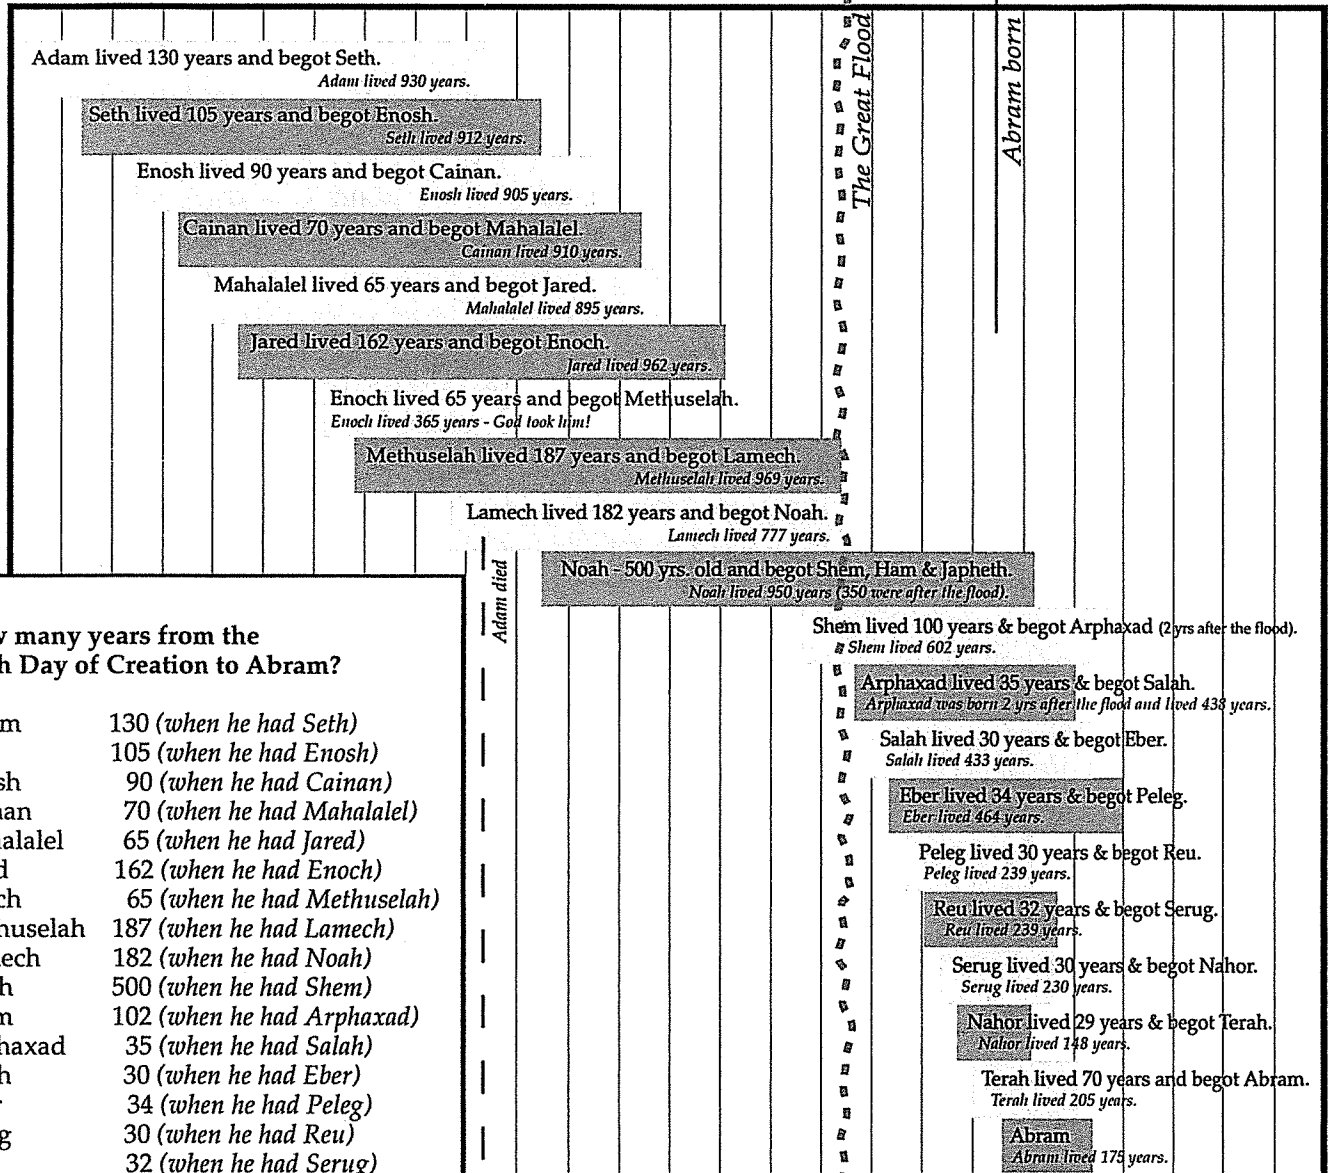 The Great Flood
Abram born
Adam lived 130 years and begot Seth.
Adam lived 930 years.
Seth lived 105 years and begot Enosh.
Seth lived 912 years.
Enosh lived 90 years and begot Cainan.
Enosh lived 905 years.
Cainan lived 70 years and begot Mahalalel.
Cainan lived 910 years.
Mahalalel lived 65 years and begot Jared.
Mahalalel lived 895 years.
Jared lived 162 years and begot Enoch.
Jared lived 962 years.
Enoch lived 65 years and begot Methuselah.
Enoch lived 365 years - God took him!
Methuselah lived 187 years and begot Lamech.
Methuselah lived 969 years.
Lamech lived 182 years and begot Noah.
Lamech lived 777 years.
Adam died
Noah - 500 yrs. old and begot Shem, Ham & Japheth.
Noah lived 950 years (350 were after the flood).
Shem lived 100 years & begot Arphaxad (2 yrs after the flood).
Shem lived 602 years.
Arphaxad lived 35 years & begot Salah.
Arphaxad was born 2 yrs after the flood and lived 438 years.
Salah lived 30 years & begot Eber.
Salah lived 433 years.
Eber lived 34 years & begot Peleg.
Eber lived 464 years.
Peleg lived 30 years & begot Reu.
Peleg lived 239 years.
Reu lived 32 years & begot Serug.
Reu lived 239 years.
Serug lived 30 years & begot Nahor.
Serug lived 230 years.
Nahor lived 29 years & begot Terah.
Nahor lived 148 years.
Terah lived 70 years and begot Abram.
Terah lived 205 years.
Abram
Abram lived 175 years.
w many years from the
h Day of Creation to Abram?
m 130 (when he had Seth)
105 (when he had Enosh)
sh 90 (when he had Cainan)
nan 70 (when he had Mahalalel)
alalel 65 (when he had Jared)
d 162 (when he had Enoch)
ch 65 (when he had Methuselah)
huselah 187 (when he had Lamech)
ech 182 (when he had Noah)
h 500 (when he had Shem)
m 102 (when he had Arphaxad)
haxad 35 (when he had Salah)
h 30 (when he had Eber)
34 (when he had Peleg)
g 30 (when he had Reu)
32 (when he had Serug)